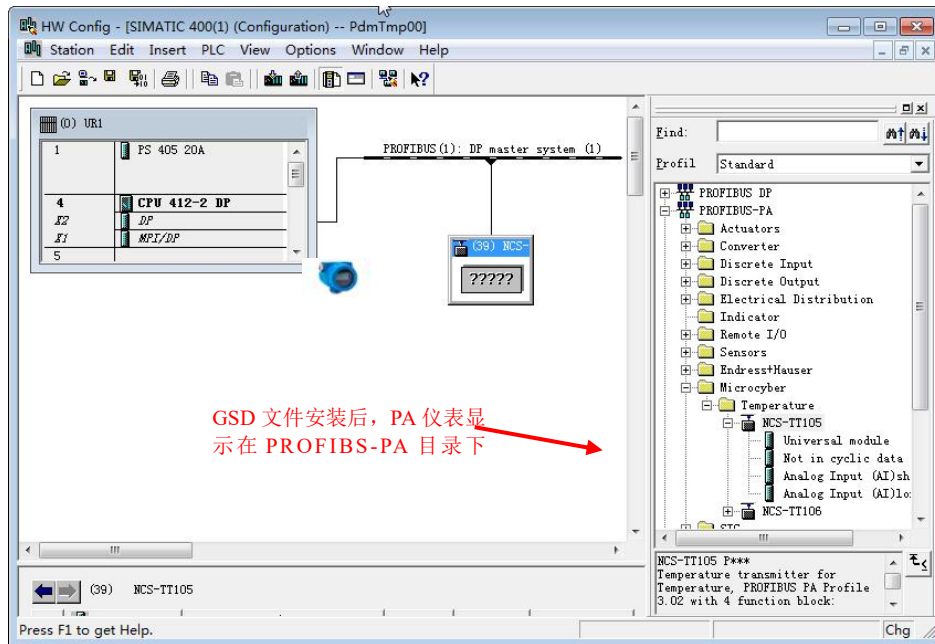 HW Config - [SIMATIC 400(1) (Configuration) -- PdmTmp00]
Station Edit Insert PLC View Options Window Help
(0) UR1
1 PS 405 20A
4 CPU 412-2 DP
X2 DP
X1 MPI/DP
5
PROFIBUS(1): DP master system (1)
(39) NCS-
?????
GSD 文件安装后，PA 仪表显
示在 PROFIBS-PA 目录下
Find:
Profil Standard
PROFIBUS DP
PROFIBUS-PA
Actuators
Converter
Discrete Input
Discrete Output
Electrical Distribution
Indicator
Remote I/O
Sensors
Endress+Hauser
Microcyber
Temperature
NCS-TT105
Universal module
Not in cyclic data
Analog Input (AI)sh
Analog Input (AI)lo
NCS-TT106
STG
NCS-TT105 P***
Temperature transmitter for
Temperature, PROFIBUS PA Profile
3.02 with 4 function block:
(39) NCS-TT105
Press F1 to get Help.
Chg